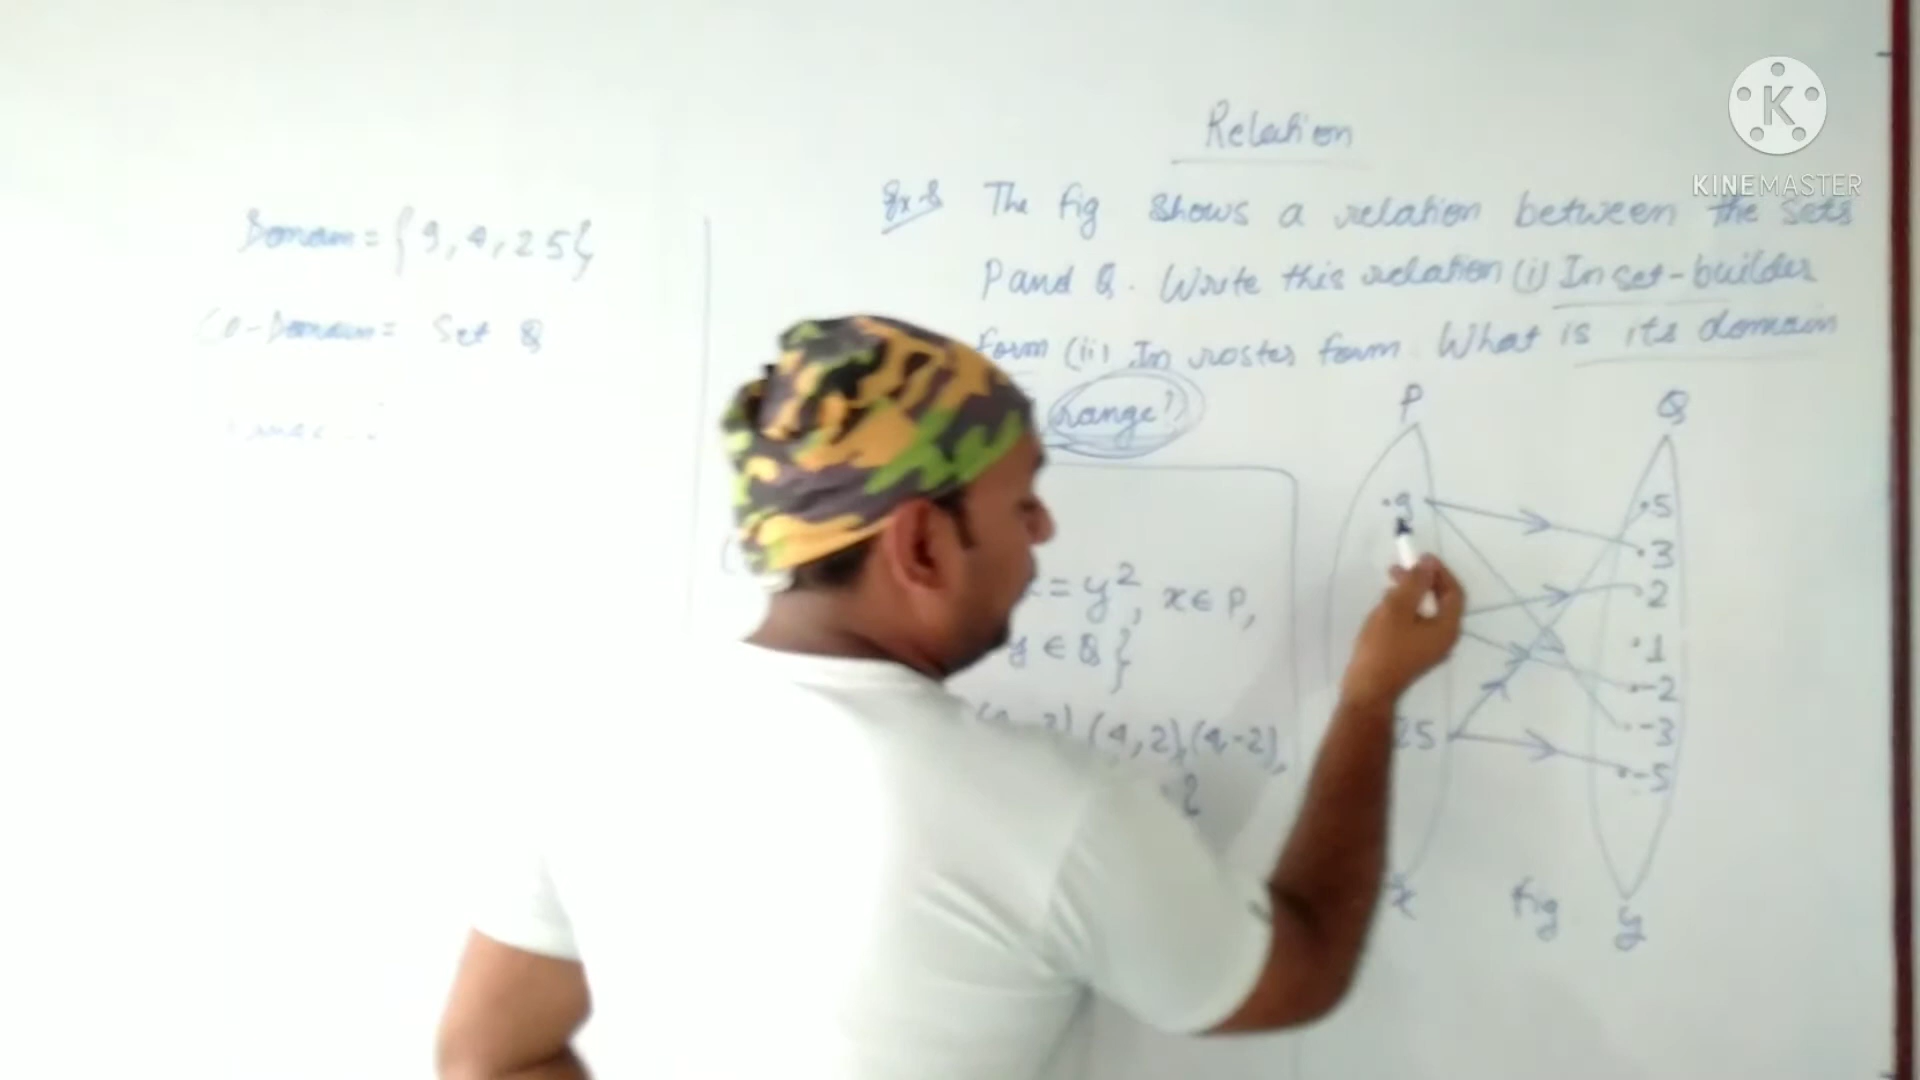 Relation
Domain = {9, 4, 25}
Co-Domain = Set Q
Ex-8 The fig shows a relation between the sets
P and Q. Write this relation (i) In set-builder
form (ii) In roster form. What is its domain
range?
= y², x ∈ P,
y ∈ Q}
(4, 2), (4, -2),
}
P Q
.9 .5
.3
.2
.1
.-2
25 .-3
.-5
x fig y
K
KINEMASTER